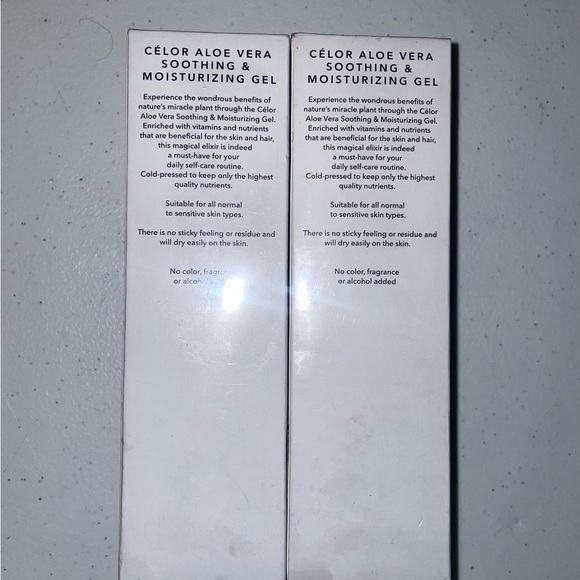 CÉLOR ALOE VERA
SOOTHING &
MOISTURIZING GEL
Experience the wondrous benefits of
nature's miracle plant through the Célor
Aloe Vera Soothing & Moisturizing Gel.
Enriched with vitamins and nutrients
that are beneficial for the skin and hair,
this magical elixir is indeed
a must-have for your
daily self-care routine.
Cold-pressed to keep only the highest
quality nutrients.
Suitable for all normal
to sensitive skin types.
There is no sticky feeling or residue and
will dry easily on the skin.
No color,
or
CÉLOR ALOE VERA
SOOTHING &
MOISTURIZING GEL
Experience the wondrous benefits of
nature's miracle plant through the Célor
Aloe Vera Soothing & Moisturizing Gel.
Enriched with vitamins and nutrients
that are beneficial for the skin and hair,
this magical elixir is indeed
a must-have for your
daily self-care routine.
Cold-pressed to keep only the highest
quality nutrients.
Suitable for all normal
to sensitive skin types.
There is no sticky feeling or residue and
will dry easily on the skin.
No color, fragrance
or alcohol added